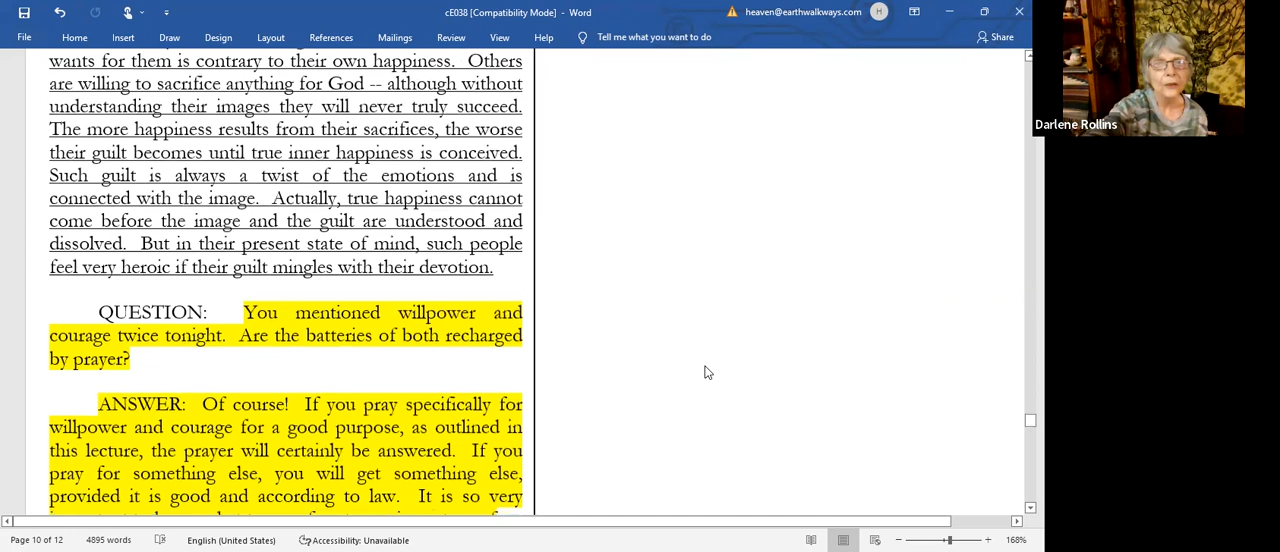 cE038 [Compatibility Mode] - Word
heaven@earthwalkways.com
H
File Home Insert Draw Design Layout References Mailings Review View Help Tell me what you want to do Share
wants for them is contrary to their own happiness. Others
are willing to sacrifice anything for God -- although without
understanding their images they will never truly succeed.
The more happiness results from their sacrifices, the worse
their guilt becomes until true inner happiness is conceived.
Such guilt is always a twist of the emotions and is
connected with the image. Actually, true happiness cannot
come before the image and the guilt are understood and
dissolved. But in their present state of mind, such people
feel very heroic if their guilt mingles with their devotion.
QUESTION: You mentioned willpower and
courage twice tonight. Are the batteries of both recharged
by prayer?
ANSWER: Of course! If you pray specifically for
willpower and courage for a good purpose, as outlined in
this lecture, the prayer will certainly be answered. If you
pray for something else, you will get something else,
provided it is good and according to law. It is so very
Darlene Rollins
Page 10 of 12 4895 words English (United States) Accessibility: Unavailable 168%